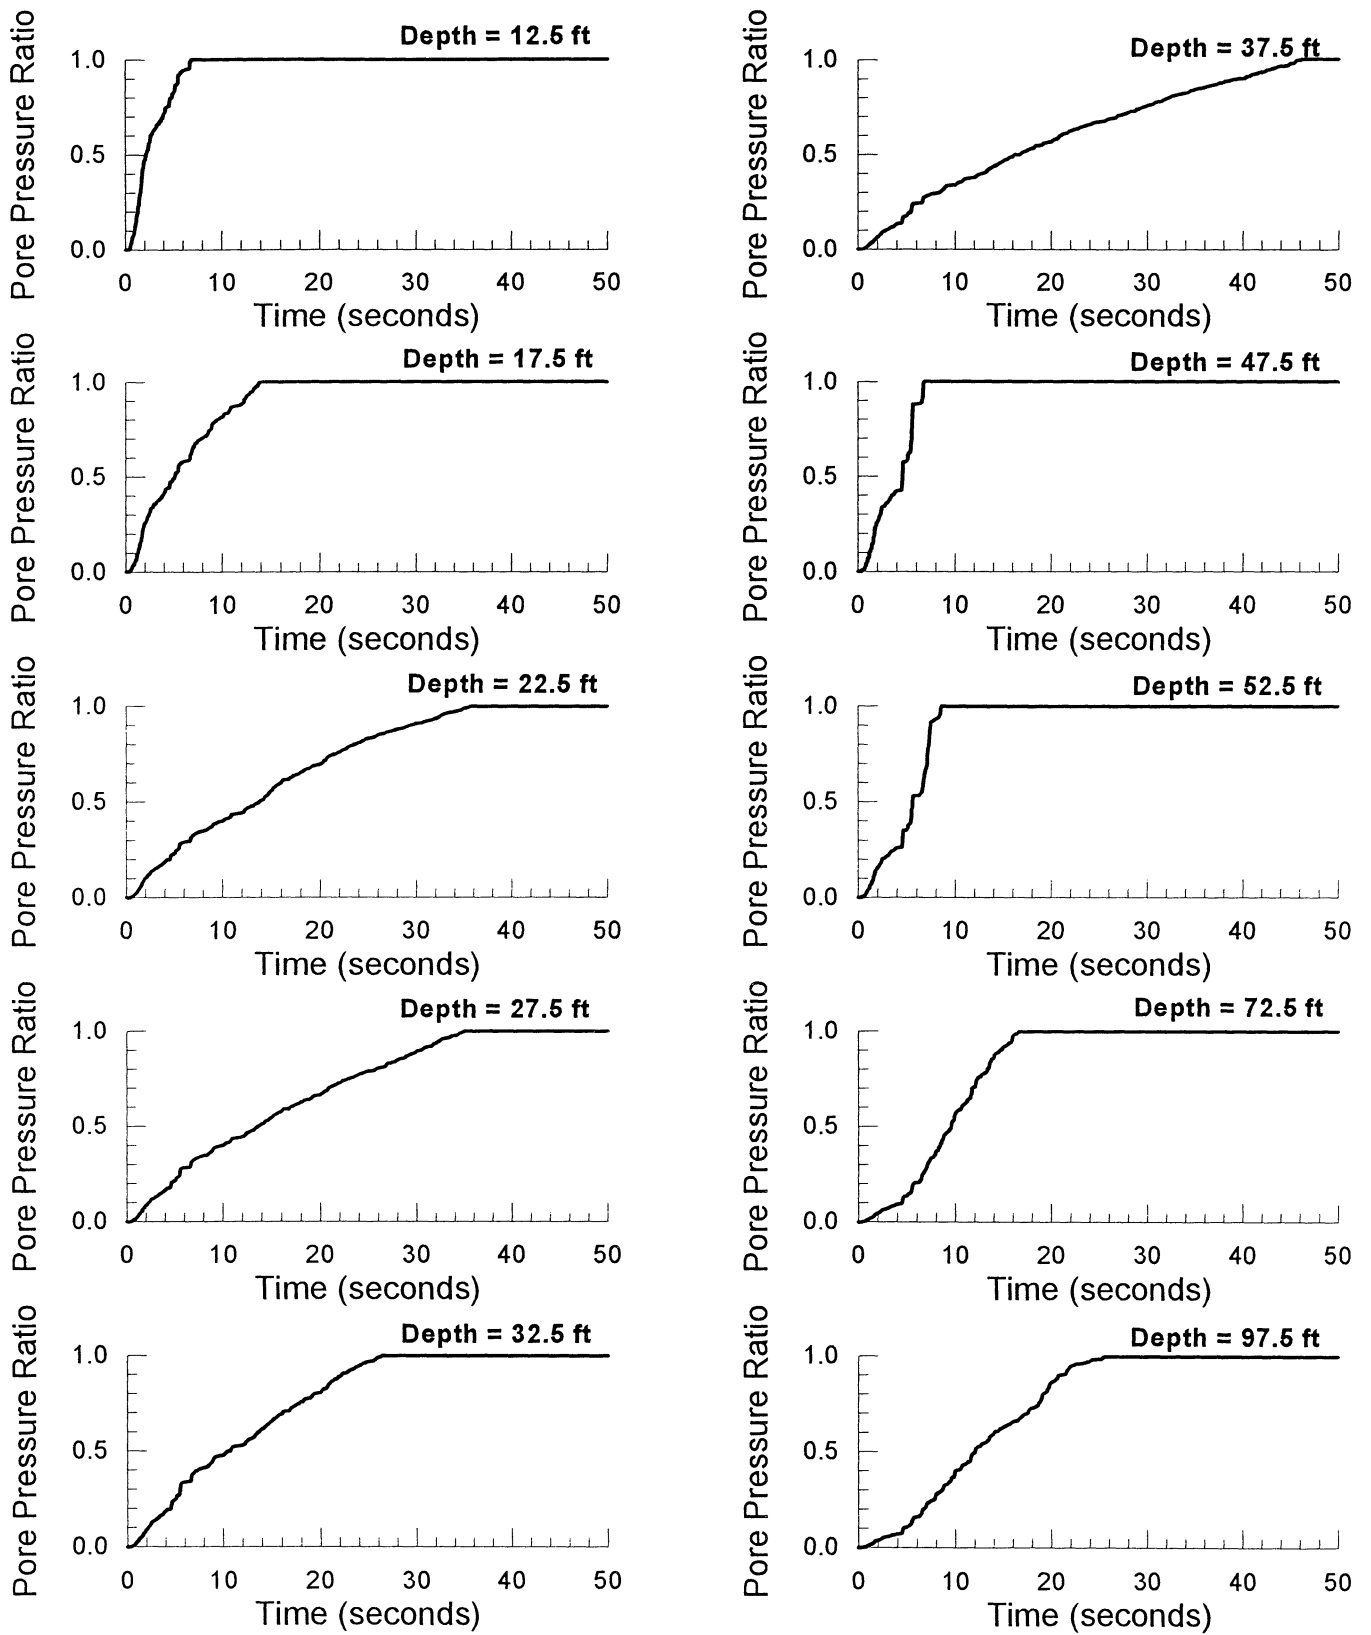 Depth = 12.5 ft
Pore Pressure Ratio
1.0
0.5
0.0
0 10 20 30 40 50
Time (seconds)
Depth = 17.5 ft
Pore Pressure Ratio
1.0
0.5
0.0
0 10 20 30 40 50
Time (seconds)
Depth = 22.5 ft
Pore Pressure Ratio
1.0
0.5
0.0
0 10 20 30 40 50
Time (seconds)
Depth = 27.5 ft
Pore Pressure Ratio
1.0
0.5
0.0
0 10 20 30 40 50
Time (seconds)
Depth = 32.5 ft
Pore Pressure Ratio
1.0
0.5
0.0
0 10 20 30 40 50
Time (seconds)
Depth = 37.5 ft
Pore Pressure Ratio
1.0
0.5
0.0
0 10 20 30 40 50
Time (seconds)
Depth = 47.5 ft
Pore Pressure Ratio
1.0
0.5
0.0
0 10 20 30 40 50
Time (seconds)
Depth = 52.5 ft
Pore Pressure Ratio
1.0
0.5
0.0
0 10 20 30 40 50
Time (seconds)
Depth = 72.5 ft
Pore Pressure Ratio
1.0
0.5
0.0
0 10 20 30 40 50
Time (seconds)
Depth = 97.5 ft
Pore Pressure Ratio
1.0
0.5
0.0
0 10 20 30 40 50
Time (seconds)